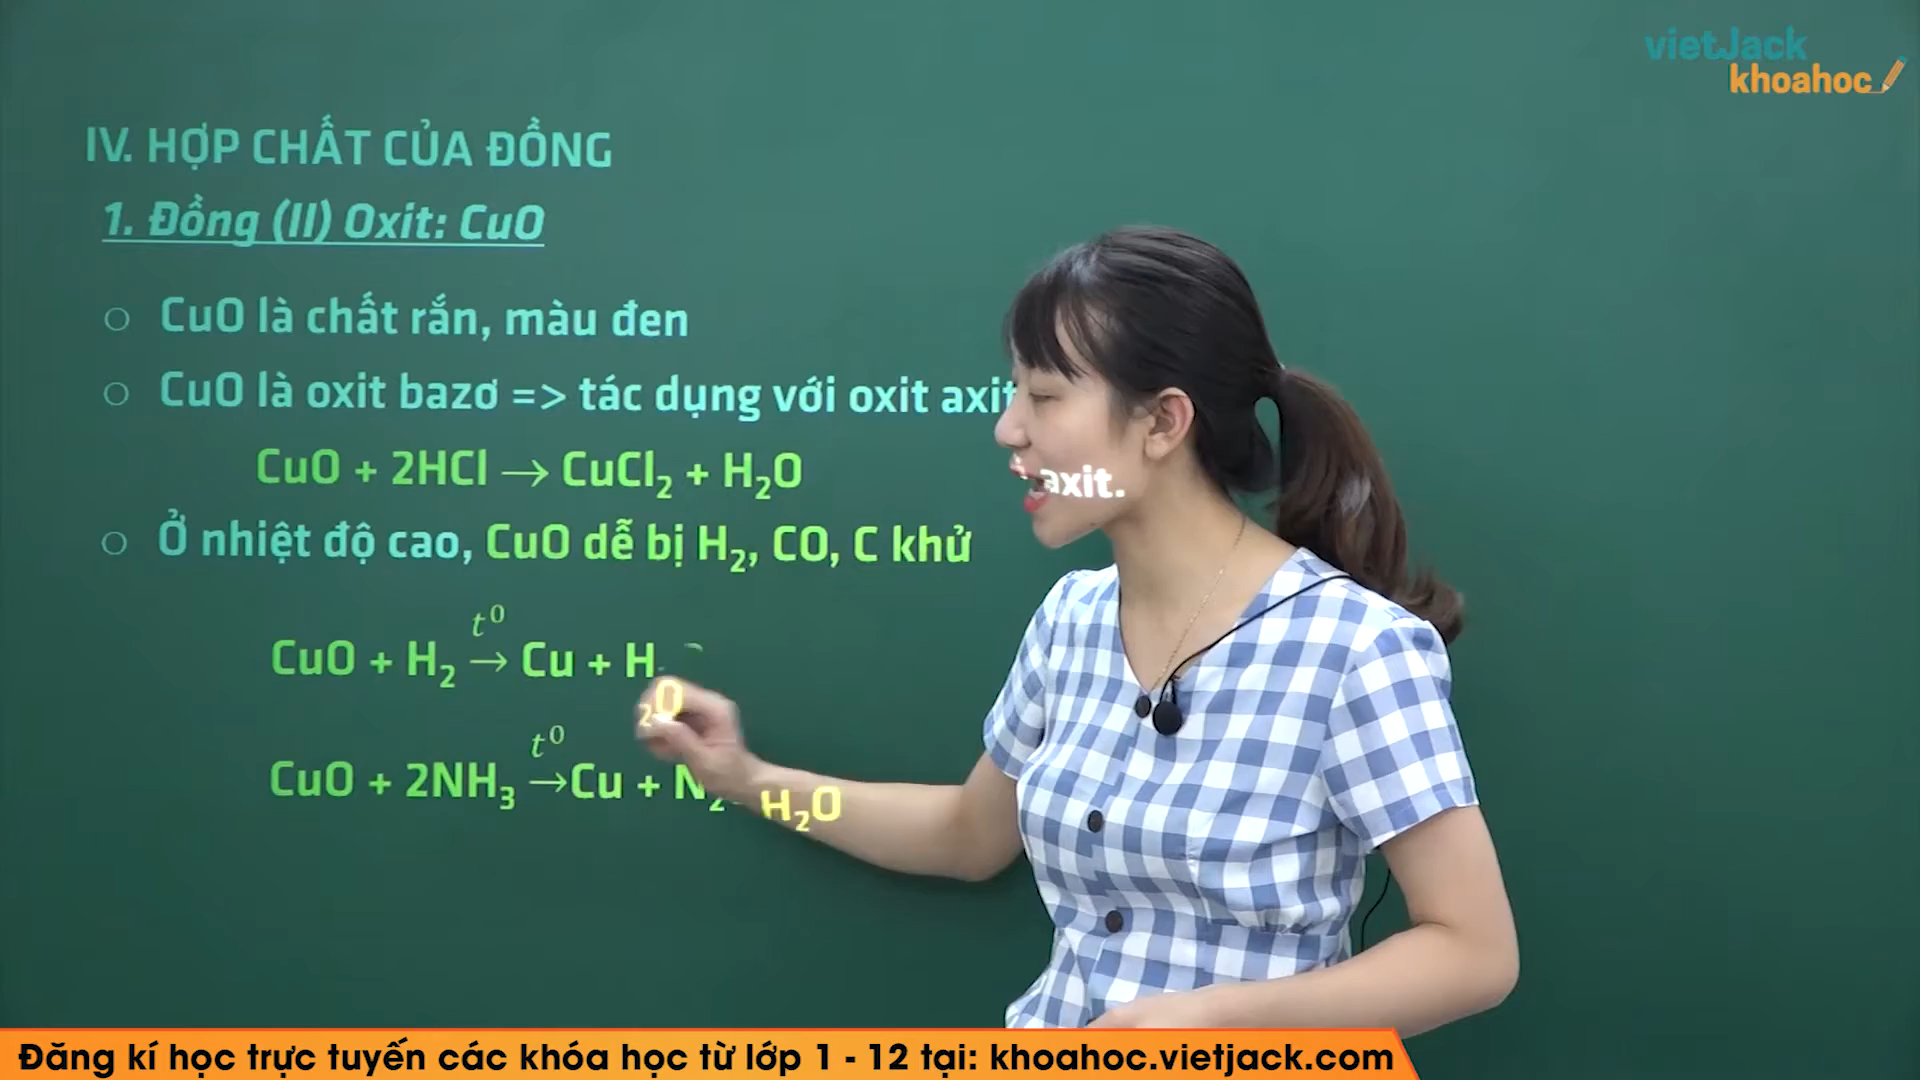 vietJack
khoahoc
IV. HỢP CHẤT CỦA ĐỒNG
1. Đồng (II) Oxit: CuO
○ CuO là chất rắn, màu đen
○ CuO là oxit bazơ => tác dụng với oxit axit
axit.
CuO + 2HCl → CuCl₂ + H₂O
○ Ở nhiệt độ cao, CuO dễ bị H₂, CO, C khử
t⁰
CuO + H₂ → Cu + H₂O
t⁰
CuO + 2NH₃ → Cu + N₂ H₂O
Đăng kí học trực tuyến các khóa học từ lớp 1 - 12 tại: khoahoc.vietjack.com